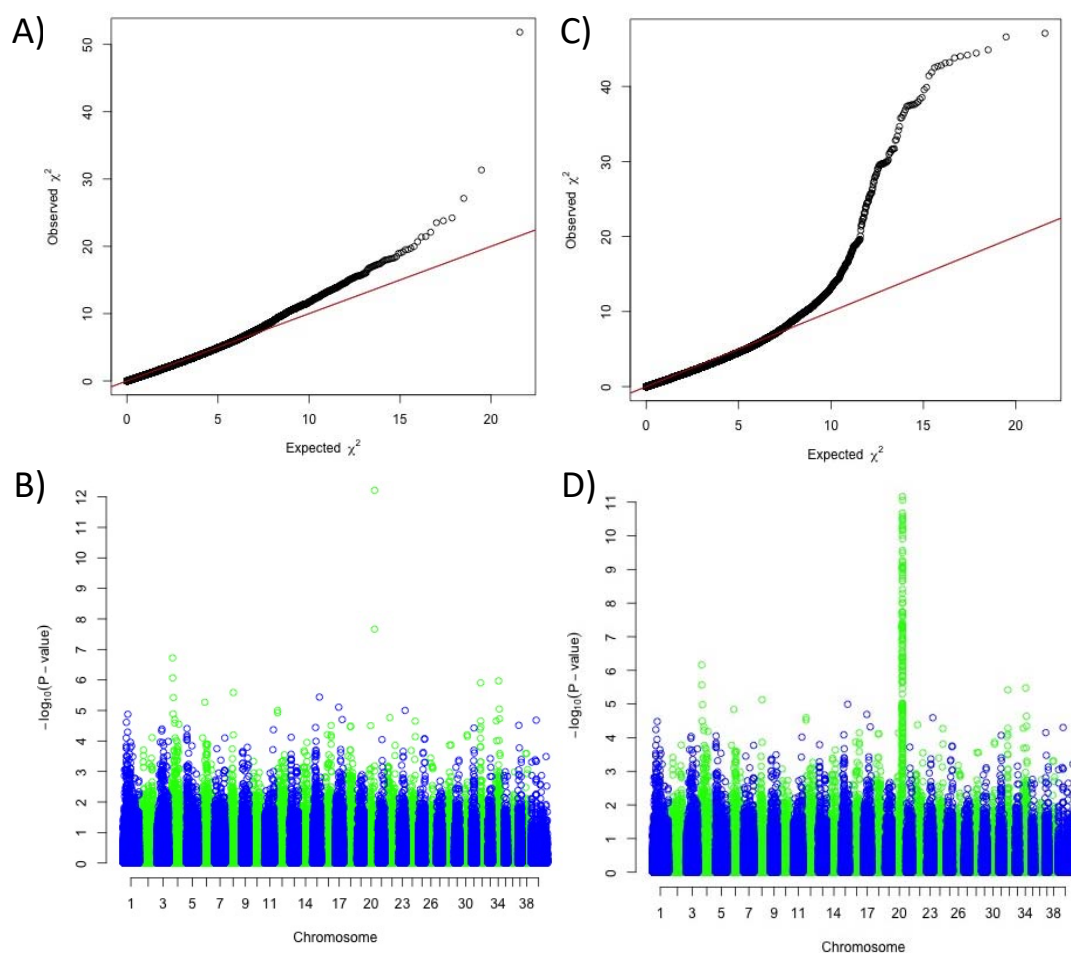 A)
50
40
30
20
10
0
Observed χ²
0 5 10 15 20
Expected χ²
C)
40
30
20
10
0
Observed χ²
0 5 10 15 20
Expected χ²
B)
12
11
10
9
8
7
6
5
4
3
2
1
0
−log₁₀(P − value)
1 3 5 7 9 11 14 17 20 23 26 30 34 38
Chromosome
D)
11
10
9
8
7
6
5
4
3
2
1
0
−log₁₀(P − value)
1 3 5 7 9 11 14 17 20 23 26 30 34 38
Chromosome